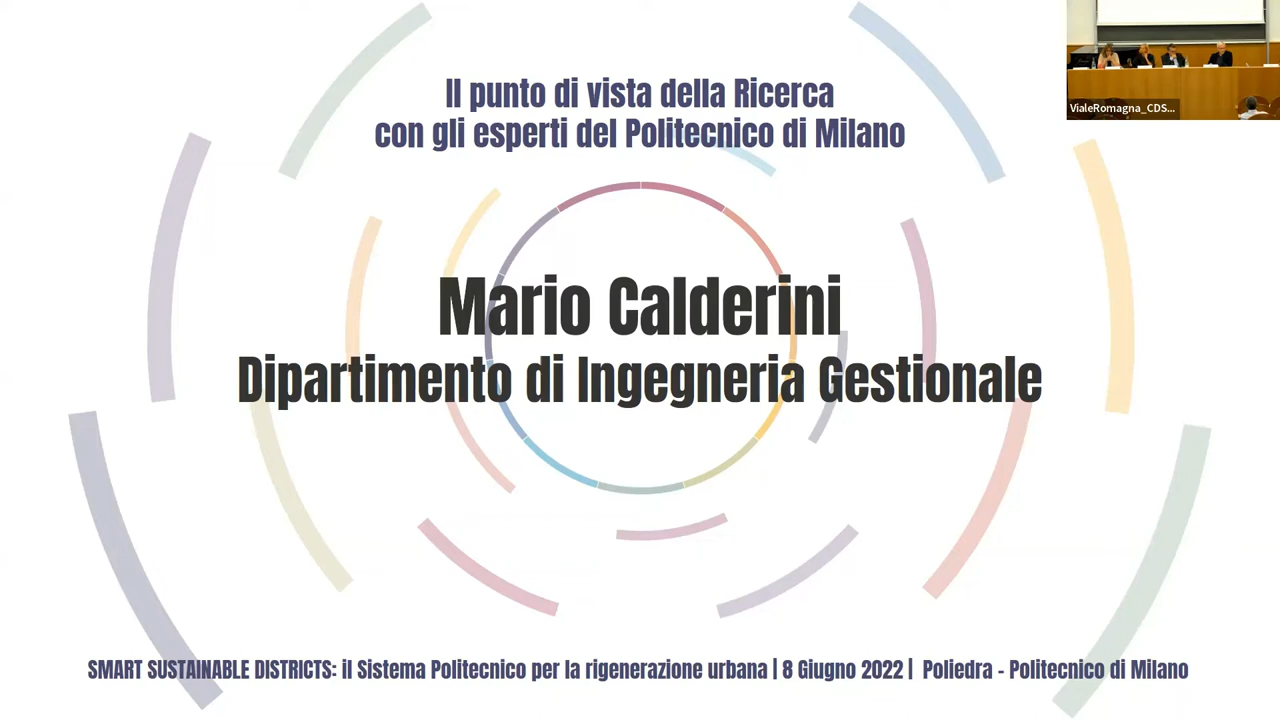 Il punto di vista della Ricerca
con gli esperti del Politecnico di Milano
ValeRomagna_CDS...
Mario Calderini
Dipartimento di Ingegneria Gestionale
SMART SUSTAINABLE DISTRICTS: il Sistema Politecnico per la rigenerazione urbana | 8 Giugno 2022 | Poliedra - Politecnico di Milano